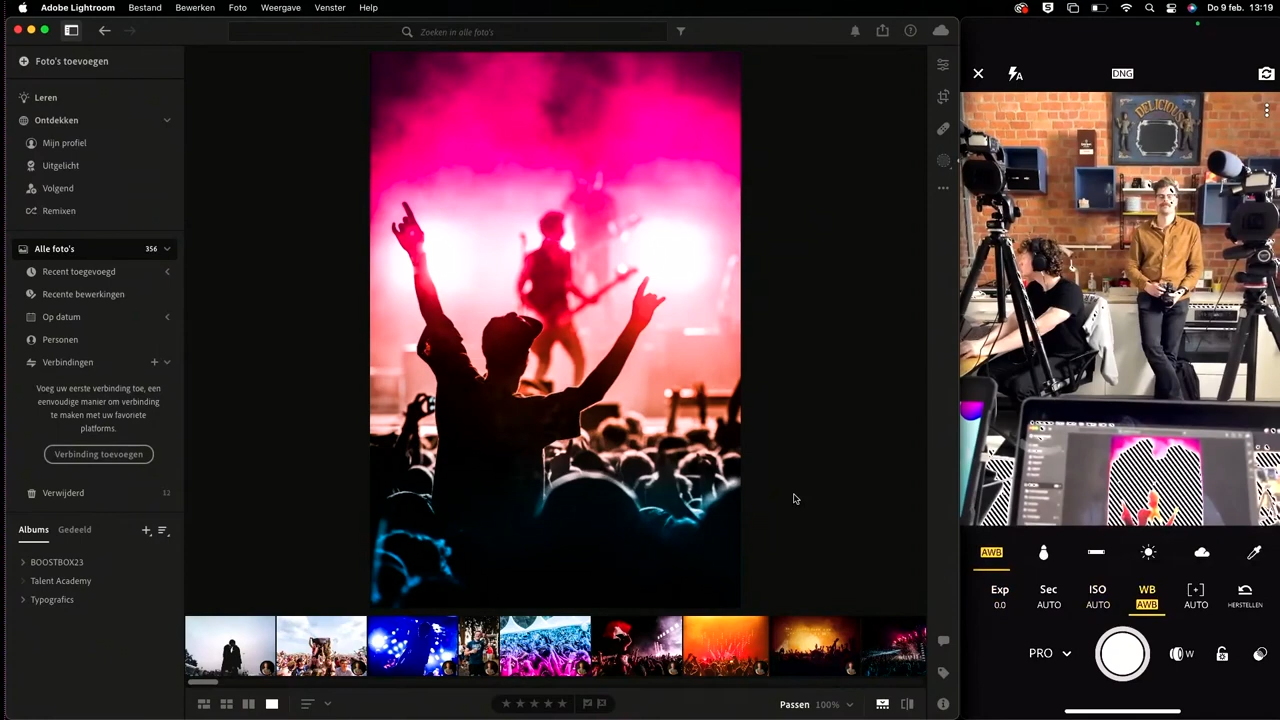 Adobe Lightroom Bestand Bewerken Foto Weergave Venster Help
Do 9 feb. 13:19
Zoeken in alle foto's
Foto's toevoegen
Leren
Ontdekken
Mijn profiel
Uitgelicht
Volgend
Remixen
Alle foto's 356
Recent toegevoegd
Recente bewerkingen
Op datum
Personen
Verbindingen
Voeg uw eerste verbinding toe, een
eenvoudige manier om verbinding
te maken met uw favoriete
platforms.
Verbinding toevoegen
Verwijderd 12
Albums Gedeeld
BOOSTBOX23
Talent Academy
Typografics
Passen 100%
A
DNG
DELICIOUS
AWB
Exp Sec ISO WB
0.0 AUTO AUTO AWB AUTO HERSTELLEN
PRO W